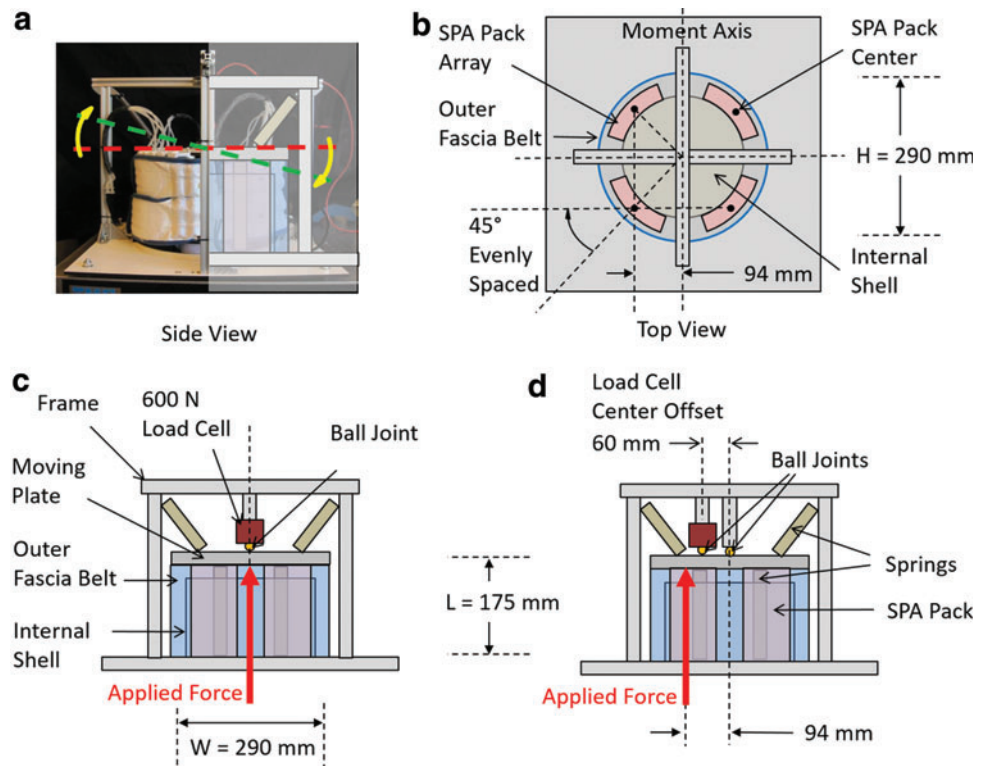 a
Side View
b
SPA Pack
Array
Outer
Fascia Belt
45°
Evenly
Spaced
Moment Axis
SPA Pack
Center
H = 290 mm
Internal
Shell
94 mm
Top View
c
Frame
600 N
Load Cell
Ball Joint
Moving
Plate
Outer
Fascia Belt
Internal
Shell
Applied Force
W = 290 mm
L = 175 mm
d
Load Cell
Center Offset
60 mm
Ball Joints
Springs
SPA Pack
Applied Force
94 mm